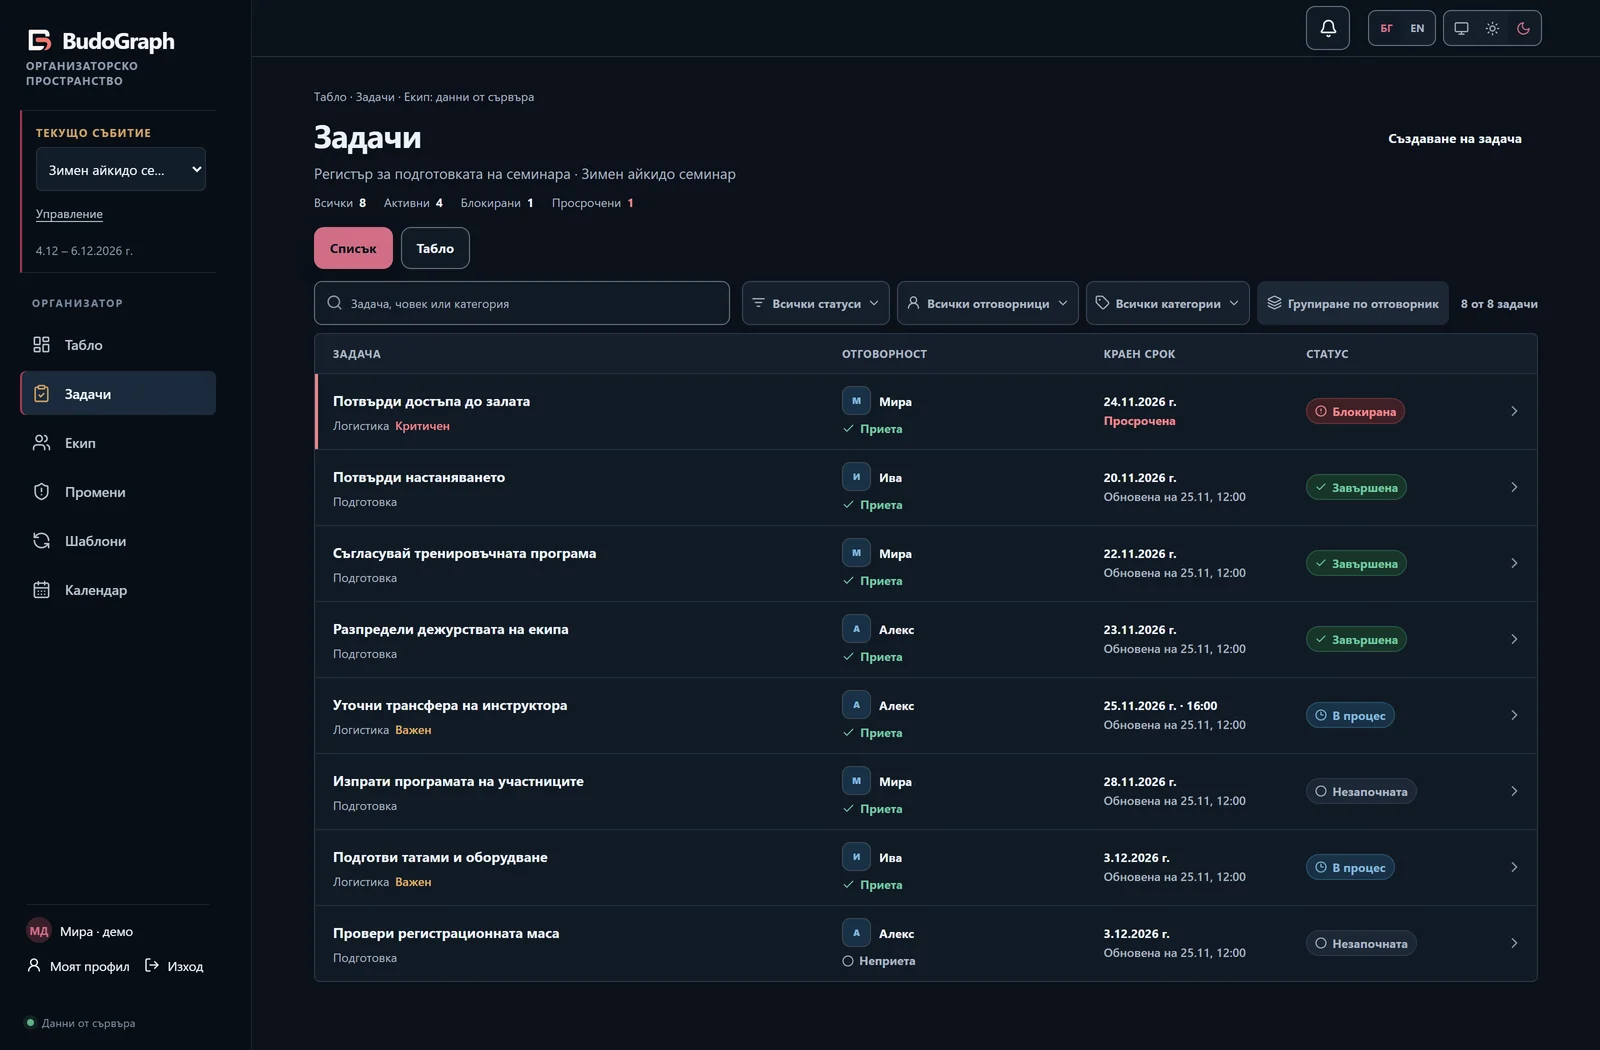 BudoGraph
ОРГАНИЗАТОРСКО
ПРОСТРАНСТВО
ТЕКУЩО СЪБИТИЕ
Зимен айкидо се...
Управление
4.12 – 6.12.2026 г.
ОРГАНИЗАТОР
Табло
Задачи
Екип
Промени
Шаблони
Календар
МД Мира · демо
Моят профил Изход
Данни от сървъра
БГ EN
Табло · Задачи · Екип: данни от сървъра
Задачи
Създаване на задача
Регистър за подготовката на семинара · Зимен айкидо семинар
Всички 8 Активни 4 Блокирани 1 Просрочени 1
Списък Табло
Задача, човек или категория Всички статуси Всички отговорници Всички категории Групиране по отговорник 8 от 8 задачи
ЗАДАЧА ОТГОВОРНОСТ КРАЕН СРОК СТАТУС
Потвърди достъпа до залата М Мира 24.11.2026 г. Блокирана
Логистика Критичен Приета Просрочена
Потвърди настаняването И Ива 20.11.2026 г. Завършена
Подготовка Приета Обновена на 25.11, 12:00
Съгласувай тренировъчната програма М Мира 22.11.2026 г. Завършена
Подготовка Приета Обновена на 25.11, 12:00
Разпредели дежурствата на екипа А Алекс 23.11.2026 г. Завършена
Подготовка Приета Обновена на 25.11, 12:00
Уточни трансфера на инструктора А Алекс 25.11.2026 г. · 16:00 В процес
Логистика Важен Приета Обновена на 25.11, 12:00
Изпрати програмата на участниците М Мира 28.11.2026 г. Незапочната
Подготовка Приета Обновена на 25.11, 12:00
Подготви татами и оборудване И Ива 3.12.2026 г. В процес
Логистика Важен Приета Обновена на 25.11, 12:00
Провери регистрационната маса А Алекс 3.12.2026 г. Незапочната
Подготовка Неприета Обновена на 25.11, 12:00